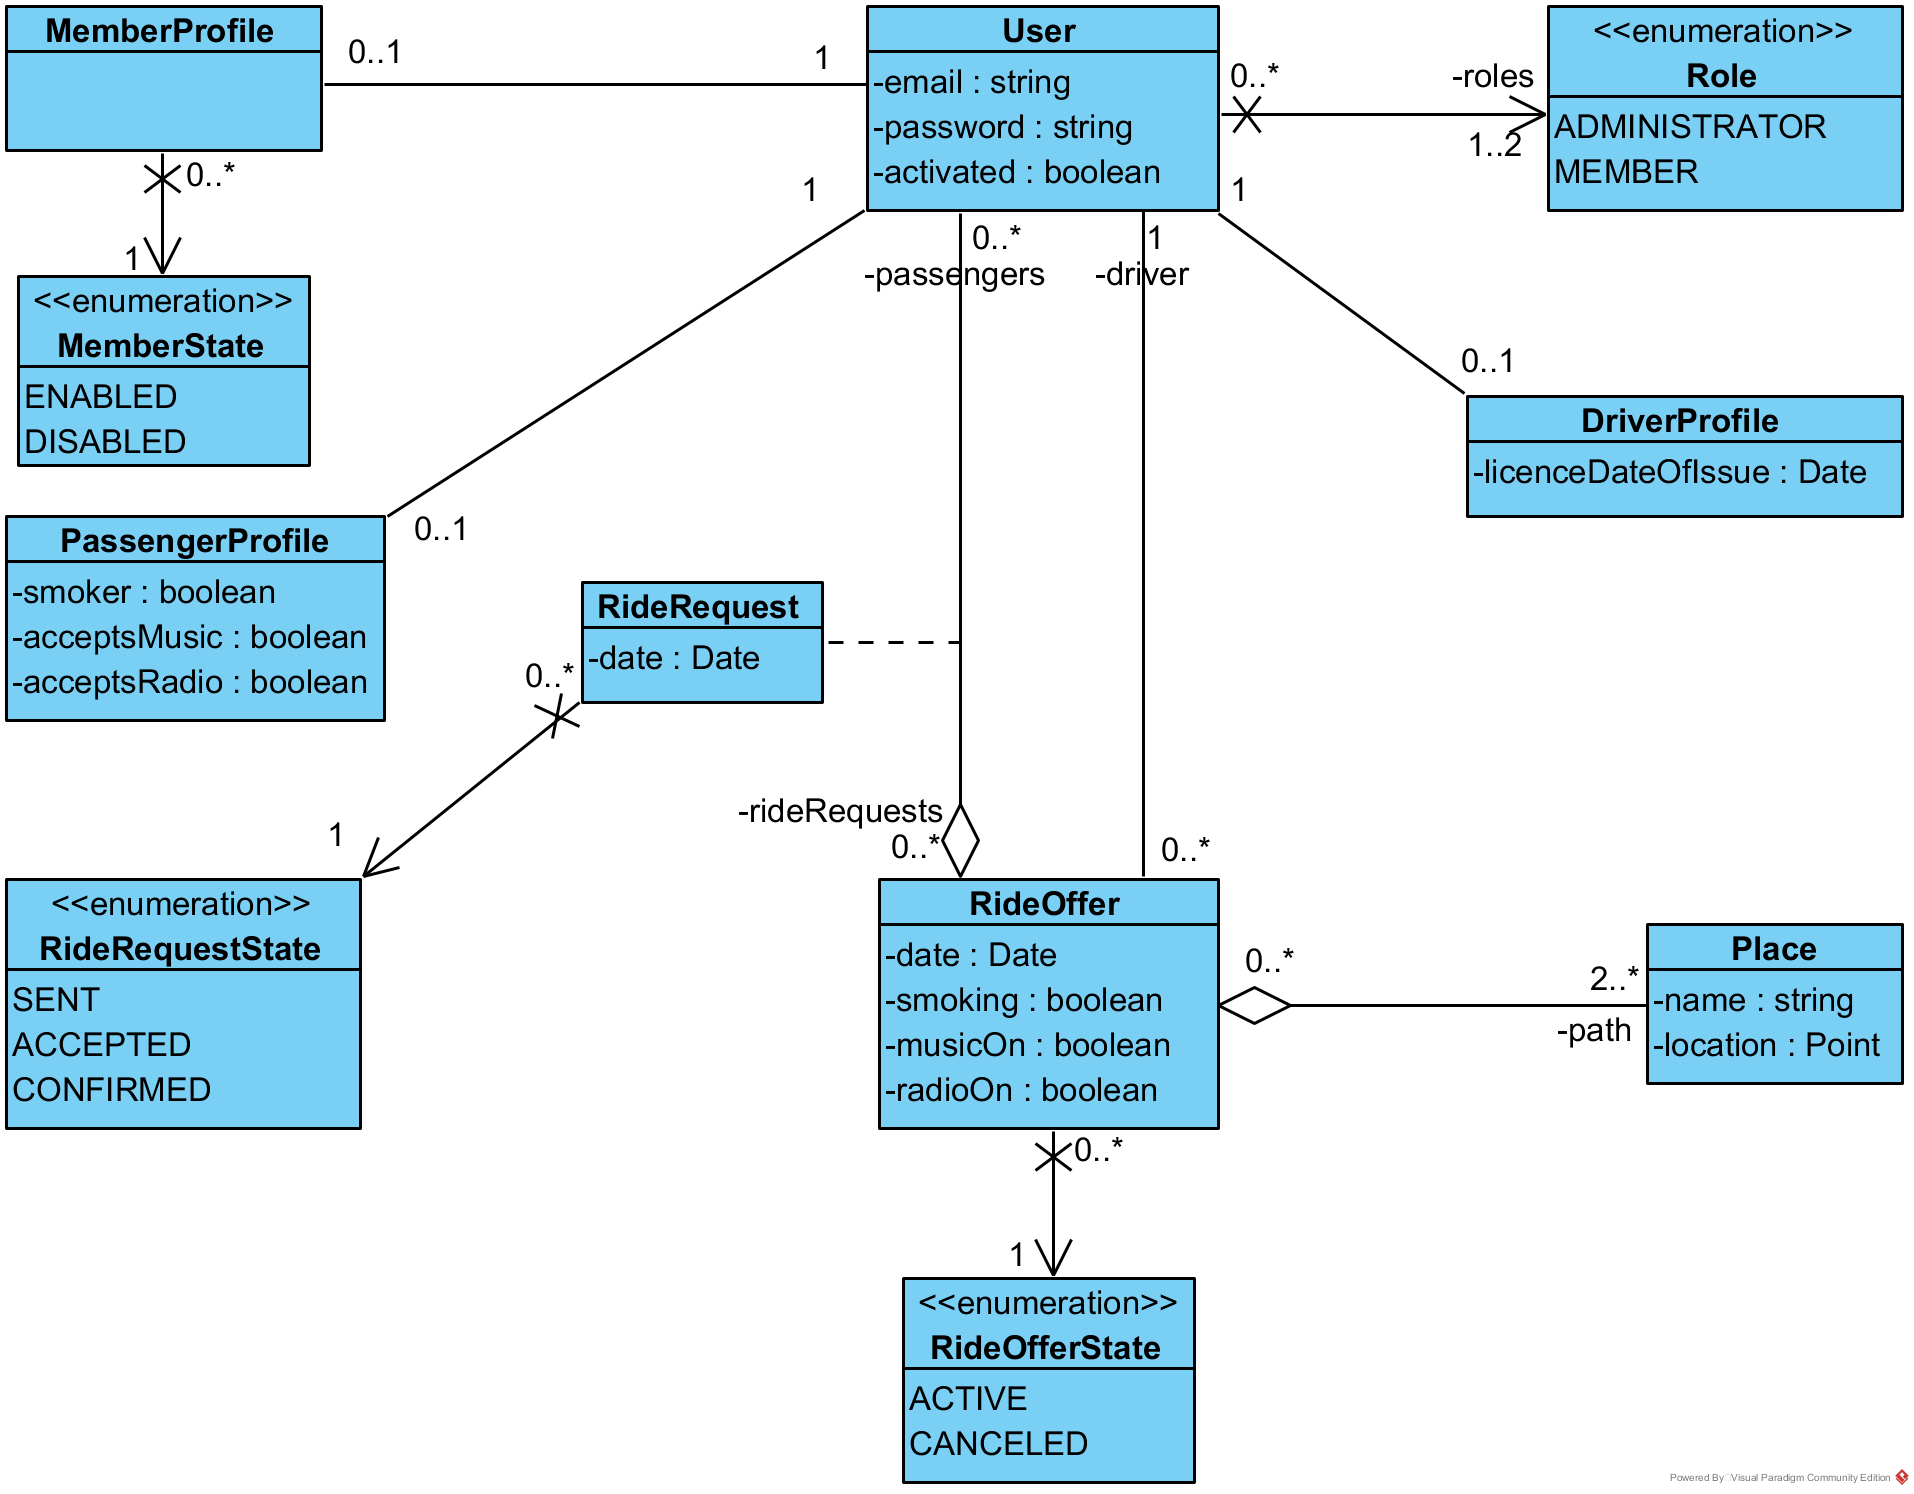 MemberProfile
0..1
1
User
-email : string
-password : string
-activated : boolean
0..*
-roles
1..2
<<enumeration>>
Role
ADMINISTRATOR
MEMBER
0..*
1
<<enumeration>>
MemberState
ENABLED
DISABLED
1
0..*
-passengers
1
-driver
1
0..1
DriverProfile
-licenceDateOfIssue : Date
PassengerProfile
-smoker : boolean
-acceptsMusic : boolean
-acceptsRadio : boolean
0..1
RideRequest
-date : Date
0..*
1
<<enumeration>>
RideRequestState
SENT
ACCEPTED
CONFIRMED
-rideRequests
0..*
0..*
RideOffer
-date : Date
-smoking : boolean
-musicOn : boolean
-radioOn : boolean
0..*
2..*
-path
Place
-name : string
-location : Point
0..*
1
<<enumeration>>
RideOfferState
ACTIVE
CANCELED
Powered By Visual Paradigm Community Edition